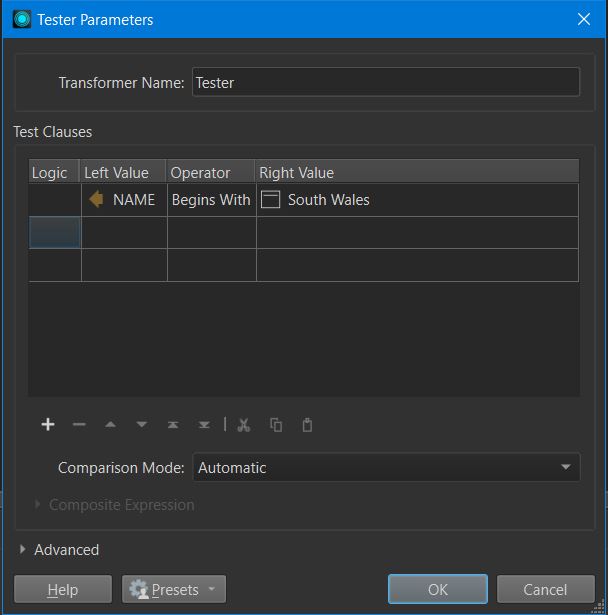 Tester Parameters
Transformer Name: Tester
Test Clauses
Logic Left Value Operator Right Value
NAME Begins With South Wales
Comparison Mode: Automatic
Composite Expression
Advanced
Help Presets OK Cancel